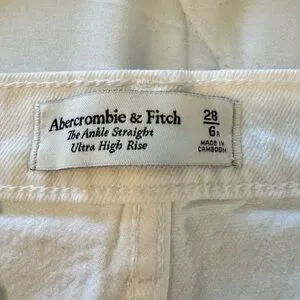 Abercrombie & Fitch
The Ankle Straight
Ultra High Rise
28
6R
MADE IN
CAMBODIA